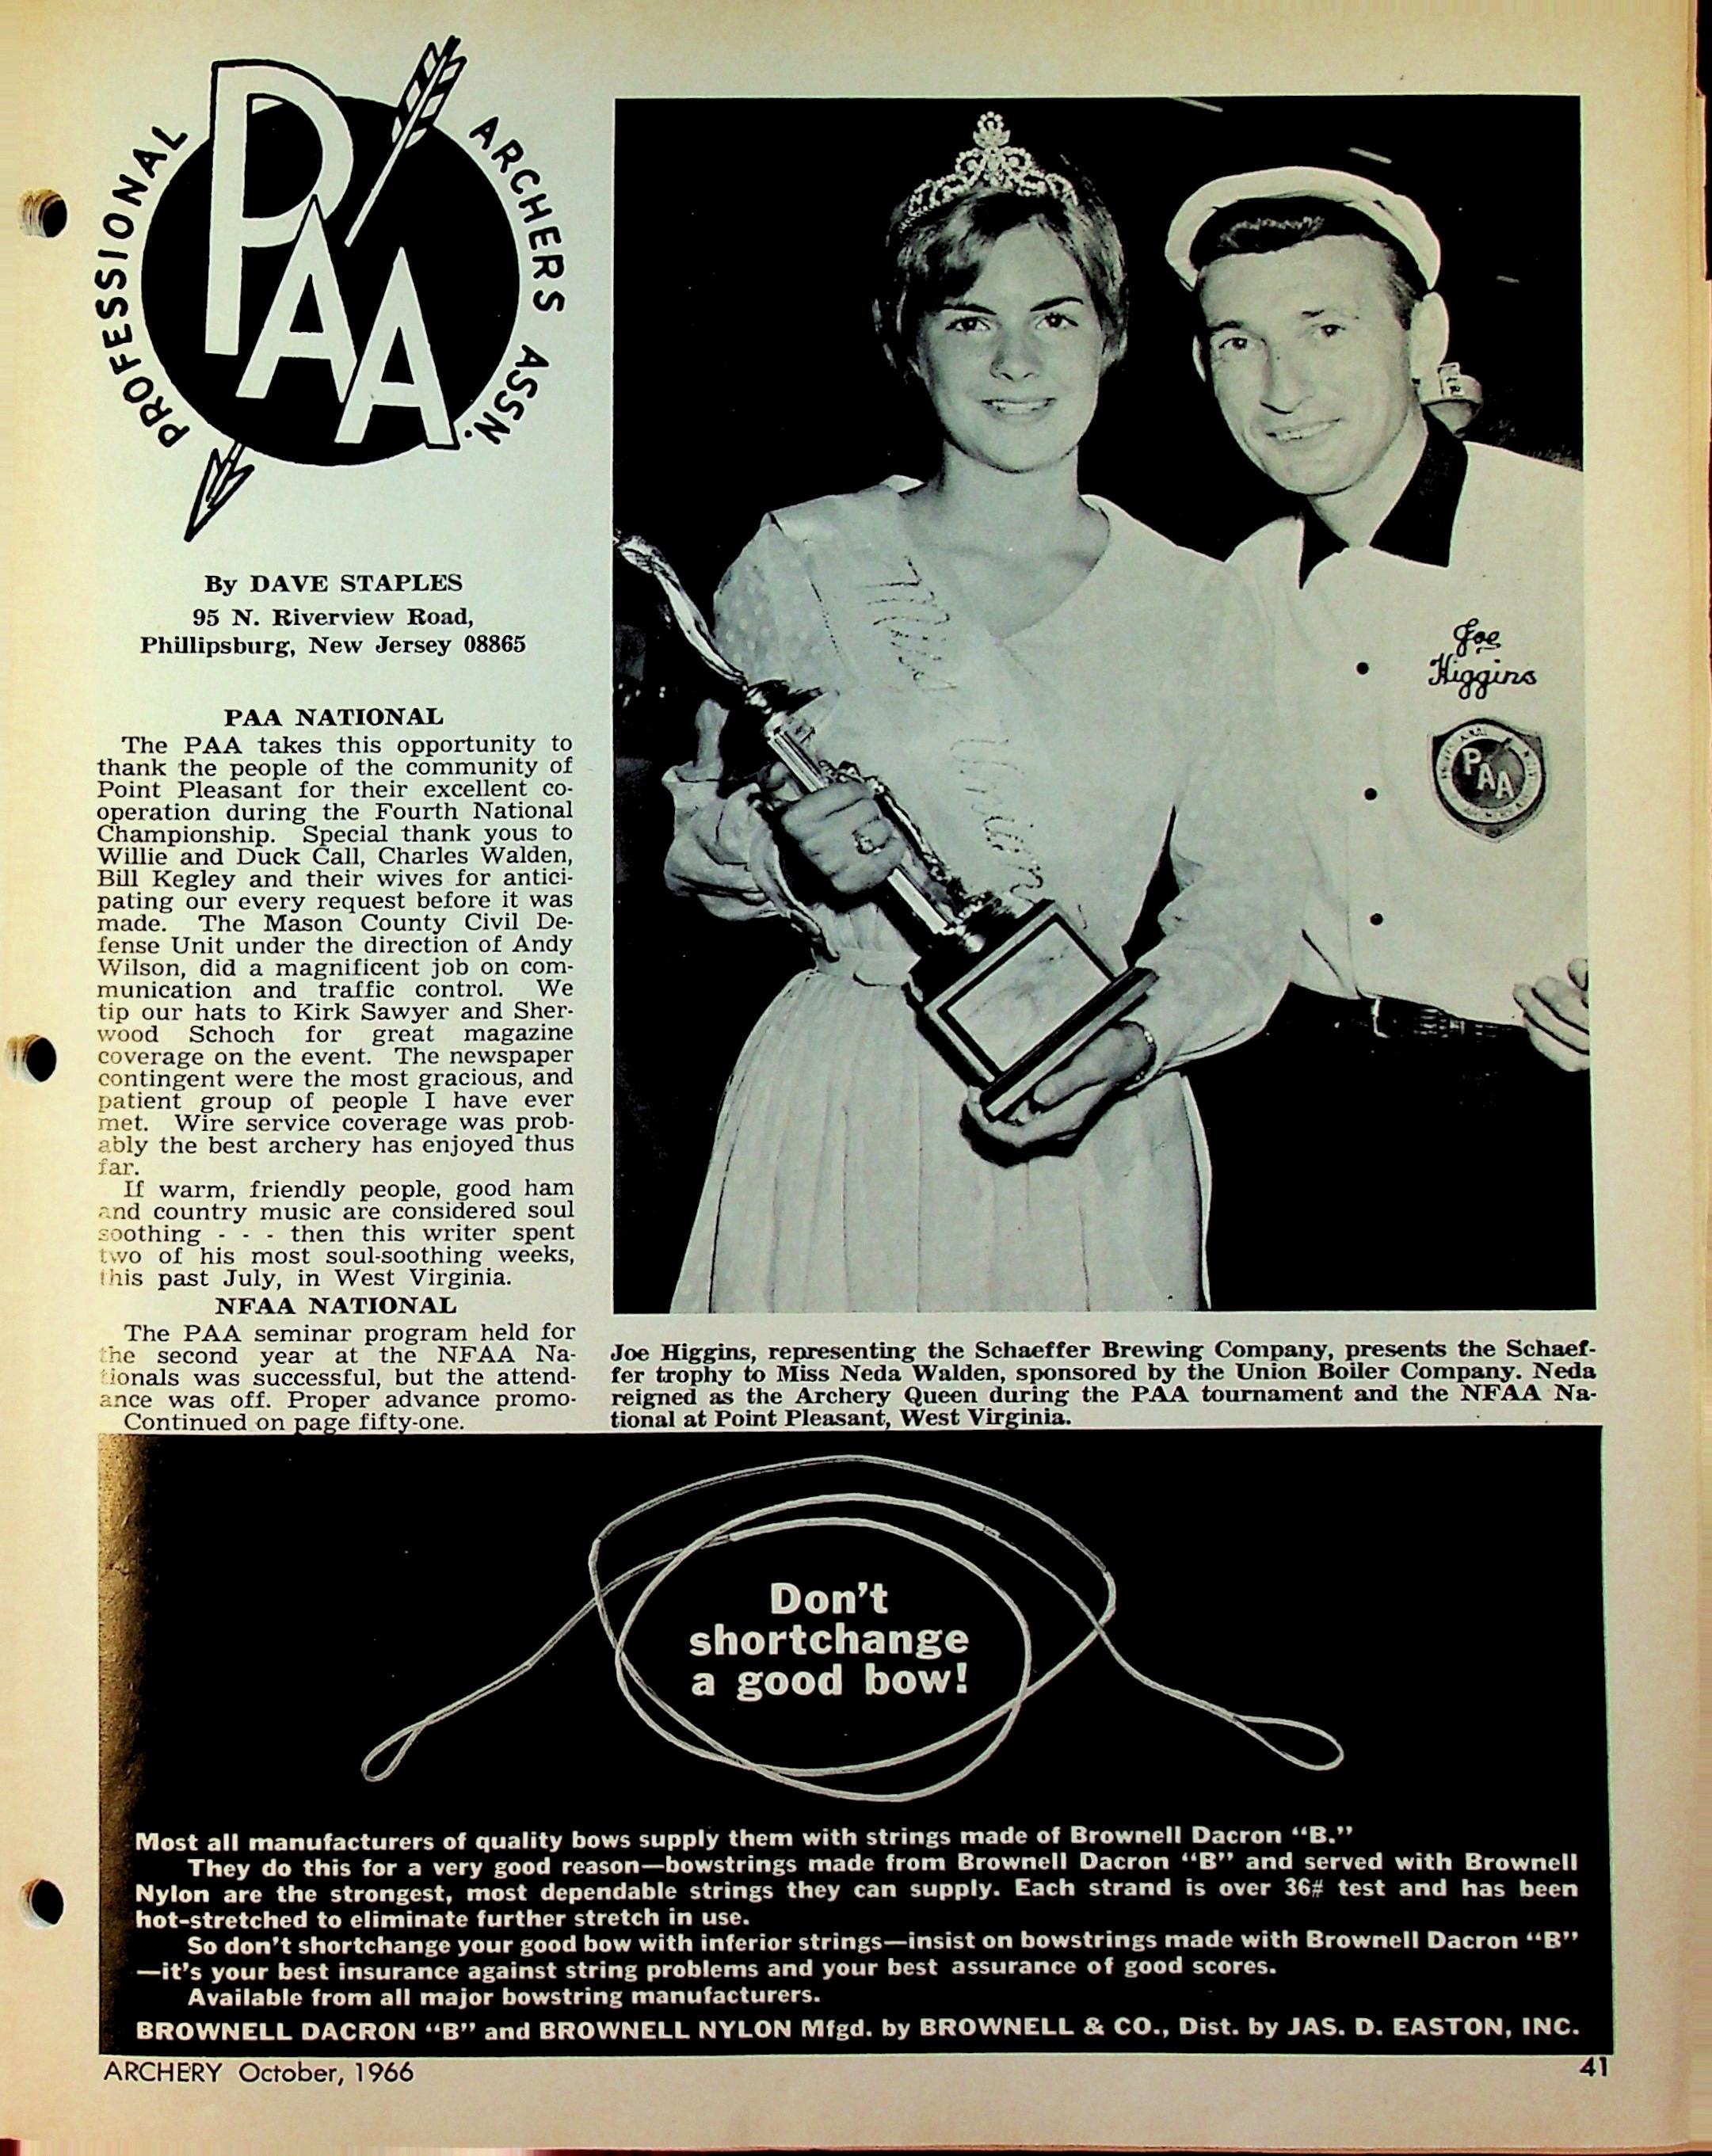 PROFESSIONAL ARCHERS ASSN.
PAA
By DAVE STAPLES
95 N. Riverview Road,
Phillipsburg, New Jersey 08865
PAA NATIONAL
The PAA takes this opportunity to
thank the people of the community of
Point Pleasant for their excellent co-
operation during the Fourth National
Championship. Special thank yous to
Willie and Duck Call, Charles Walden,
Bill Kegley and their wives for antici-
pating our every request before it was
made. The Mason County Civil De-
fense Unit under the direction of Andy
Wilson, did a magnificent job on com-
munication and traffic control. We
tip our hats to Kirk Sawyer and Sher-
wood Schoch for great magazine
coverage on the event. The newspaper
contingent were the most gracious, and
patient group of people I have ever
met. Wire service coverage was prob-
ably the best archery has enjoyed thus
far.
If warm, friendly people, good ham
and country music are considered soul
soothing - - - then this writer spent
two of his most soul-soothing weeks,
this past July, in West Virginia.
NFAA NATIONAL
The PAA seminar program held for
the second year at the NFAA Na-
tionals was successful, but the attend-
ance was off. Proper advance promo-
Continued on page fifty-one.
Joe
Higgins
PAA
Joe Higgins, representing the Schaeffer Brewing Company, presents the Schaef-
fer trophy to Miss Neda Walden, sponsored by the Union Boiler Company. Neda
reigned as the Archery Queen during the PAA tournament and the NFAA Na-
tional at Point Pleasant, West Virginia.
Don't
shortchange
a good bow!
Most all manufacturers of quality bows supply them with strings made of Brownell Dacron "B."
They do this for a very good reason—bowstrings made from Brownell Dacron "B" and served with Brownell
Nylon are the strongest, most dependable strings they can supply. Each strand is over 36# test and has been
hot-stretched to eliminate further stretch in use.
So don't shortchange your good bow with inferior strings—insist on bowstrings made with Brownell Dacron "B"
—it's your best insurance against string problems and your best assurance of good scores.
Available from all major bowstring manufacturers.
BROWNELL DACRON "B" and BROWNELL NYLON Mfgd. by BROWNELL & CO., Dist. by JAS. D. EASTON, INC.
ARCHERY October, 1966
41